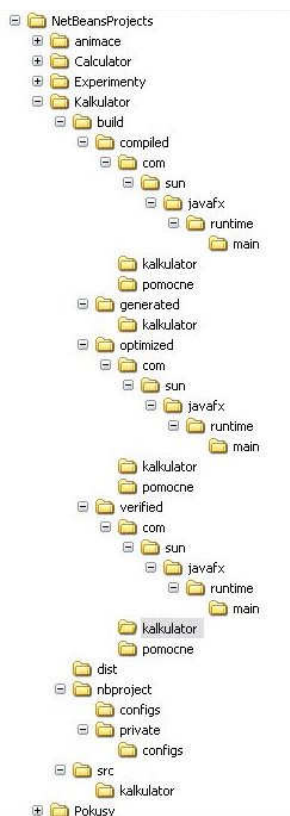 NetBeansProjects
animace
Calculator
Experimenty
Kalkulator
build
compiled
com
sun
javafx
runtime
main
kalkulator
pomocne
generated
kalkulator
optimized
com
sun
javafx
runtime
main
kalkulator
pomocne
verified
com
sun
javafx
runtime
main
kalkulator
pomocne
dist
nbproject
configs
private
configs
src
kalkulator
Pokusy